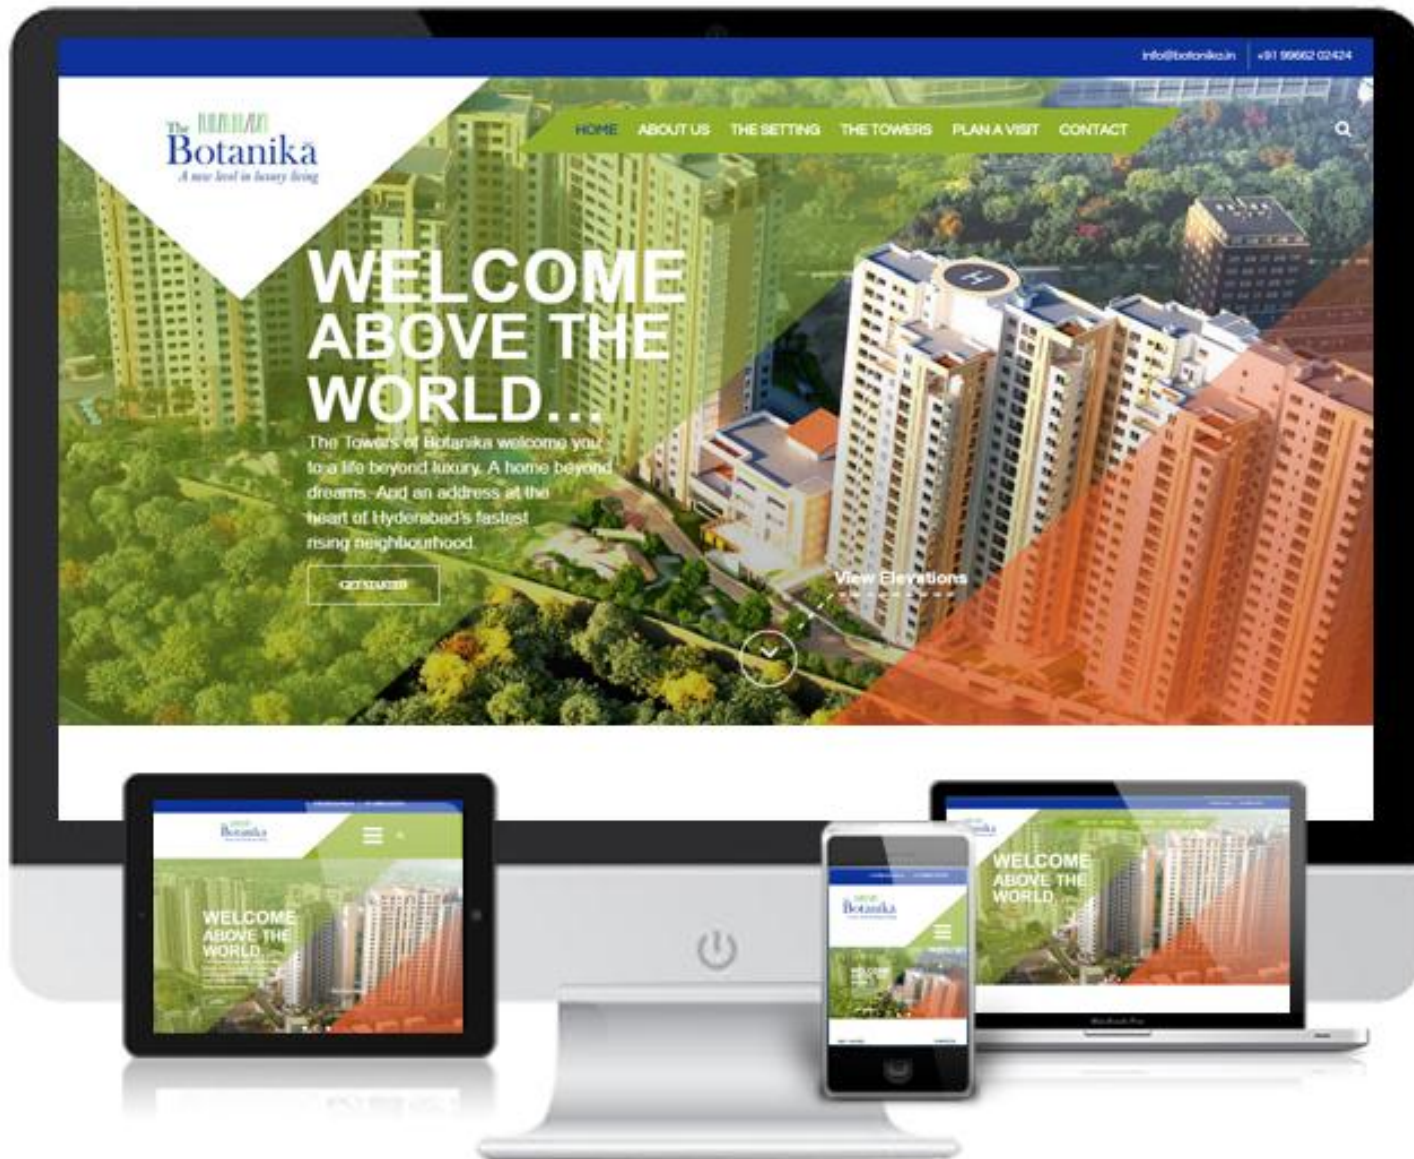 info@botanika.in +91 99662 02424
The
Botanika
A new level in luxury living
HOME ABOUT US THE SETTING THE TOWERS PLAN A VISIT CONTACT
WELCOME
ABOVE THE
WORLD...
The Towers of Botanika welcome you
to a life beyond luxury. A home beyond
dreams. And an address at the
heart of Hyderabad's fastest
rising neighbourhood.
GET STARTED
View Elevations
H
Botanika
WELCOME
ABOVE THE
WORLD...
Botanika
WELCOME
WELCOME
ABOVE THE
WORLD
MacBook Pro